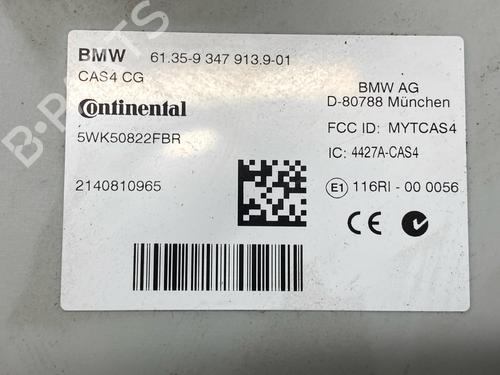 BMW 61.35-9 347 913.9-01
CAS4 CG
Continental
5WK50822FBR
2140810965
BMW AG
D-80788 München
FCC ID: MYTCAS4
IC: 4427A-CAS4
E1 116RI - 00 0056
CE
B-PARTS